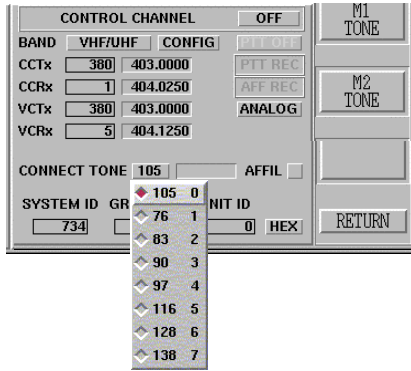 CONTROL CHANNEL OFF
M1 TONE
BAND VHF/UHF CONFIG PTT OFF
CCTx 380 403.0000 PTT REC
CCRx 1 404.0250 AFF REC
M2 TONE
VCTx 380 403.0000 ANALOG
VCRx 5 404.1250
CONNECT TONE 105 AFFIL
105 0
SYSTEM ID GR NIT ID
76 1
734 0 HEX
RETURN
83 2
90 3
97 4
116 5
128 6
138 7